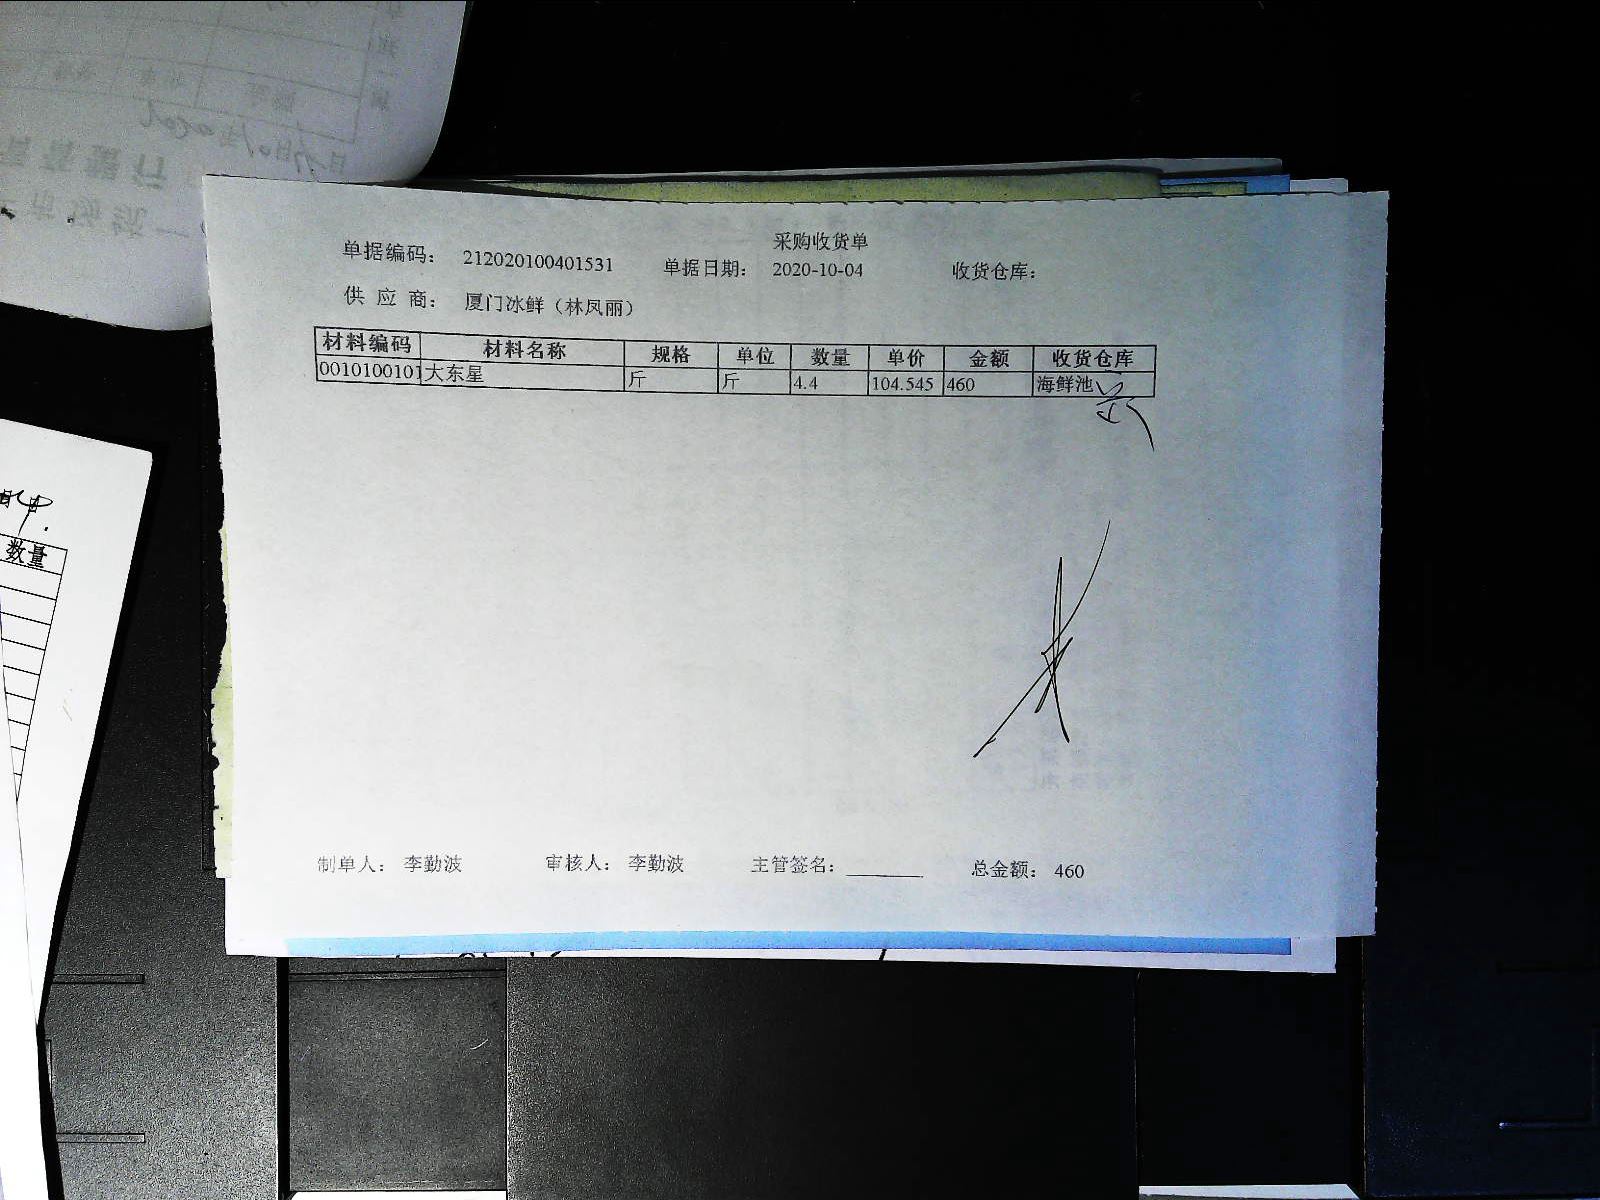 采购收货单
单据编码： 212020100401531 单据日期： 2020-10-04 收货仓库：
供 应 商： 厦门冰鲜（林凤丽）
材料编码 材料名称 规格 单位 数量 单价 金额 收货仓库
0010100101 大东星 斤 斤 4.4 104.545 460 海鲜池
数量
制单人： 李勤波 审核人： 李勤波 主管签名： 总金额： 460